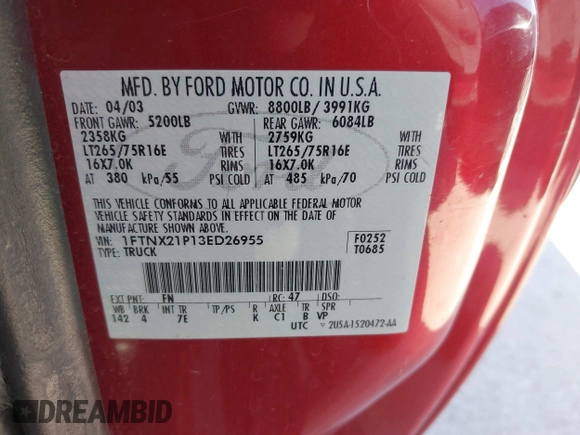 MFD. BY FORD MOTOR CO. IN U.S.A.
DATE: 04/03 GVWR: 8800LB/ 3991KG
FRONT GAWR: 5200LB REAR GAWR: 6084LB
2358KG WITH 2759KG WITH
LT265/75R16E TIRES LT265/75R16E TIRES
16X7.0K RIMS 16X7.0K RIMS
AT 380 kPa/55 PSI COLD AT 485 kPa/70 PSI COLD
THIS VEHICLE CONFORMS TO ALL APPLICABLE FEDERAL MOTOR
VEHICLE SAFETY STANDARDS IN EFFECT ON THE DATE OF
MANUFACTURE SHOWN ABOVE.
VIN: 1FTNX21P13ED26955 F0252
TYPE: TRUCK T0685
EXT PNT: FN RC: 47 DSO:
WB BRK INT TR TP/PS R AXLE TR SPR
142 4 7E K C1 B VP
UTC ▽ 2U5A-1520472-AA
Ford
DREAMBID